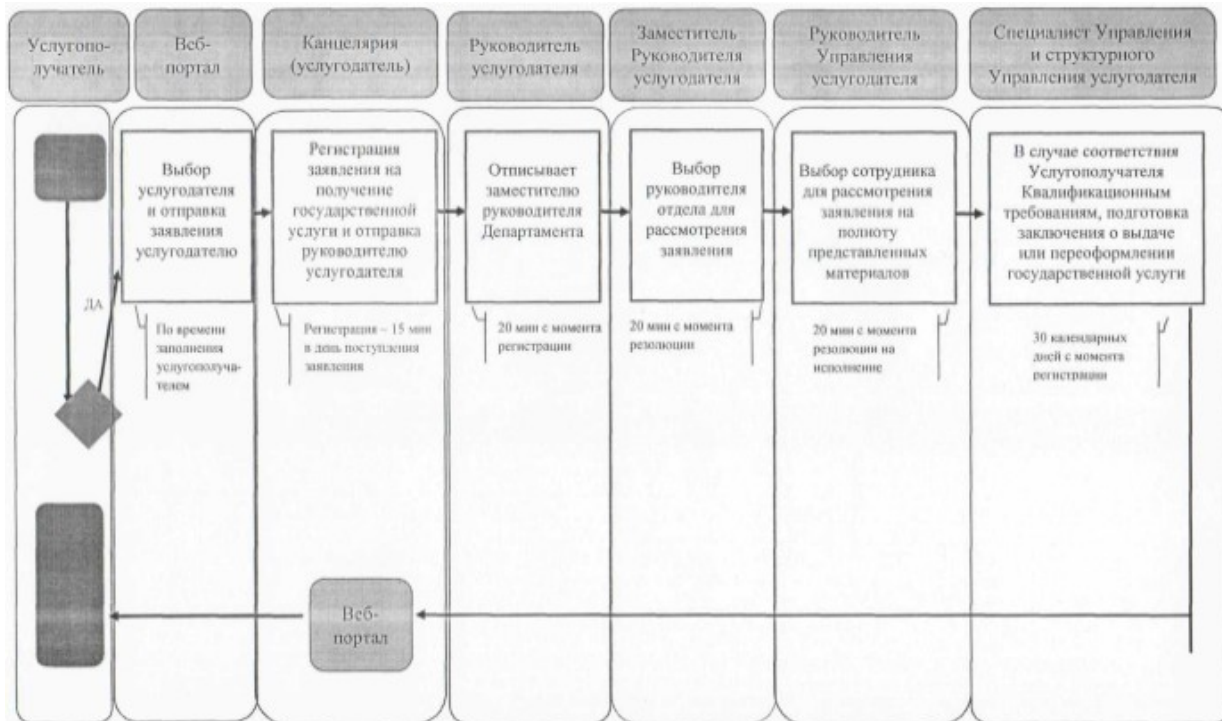 Услугопо-
лучатель
Веб-
портал
Канцелярия
(услугодатель)
Руководитель
услугодателя
Заместитель
Руководителя
услугодателя
Руководитель
Управления
услугодателя
Специалист Управления
и структурного
Управления услугодателя
Выбор
услугодателя
и отправка
заявления
услугодателю
Регистрация
заявления на
получение
государственной
услуги и отправка
руководителю
услугодателя
Отписывает
заместителю
руководителя
Департамента
Выбор
руководителя
отдела для
рассмотрения
заявления
Выбор сотрудника
для рассмотрения
заявления на
полноту
представленных
материалов
В случае соответствия
Услугополучателя
Квалификационным
требованиям, подготовка
заключения о выдаче
или переоформлении
государственной услуги
ДА
По времени
заполнения
услугополуча-
телем
Регистрация – 15 мин
в день поступления
заявления
20 мин с момента
регистрации
20 мин с момента
резолюции
20 мин с момента
резолюции на
исполнение
30 календарных
дней с момента
регистрации
Веб-
портал